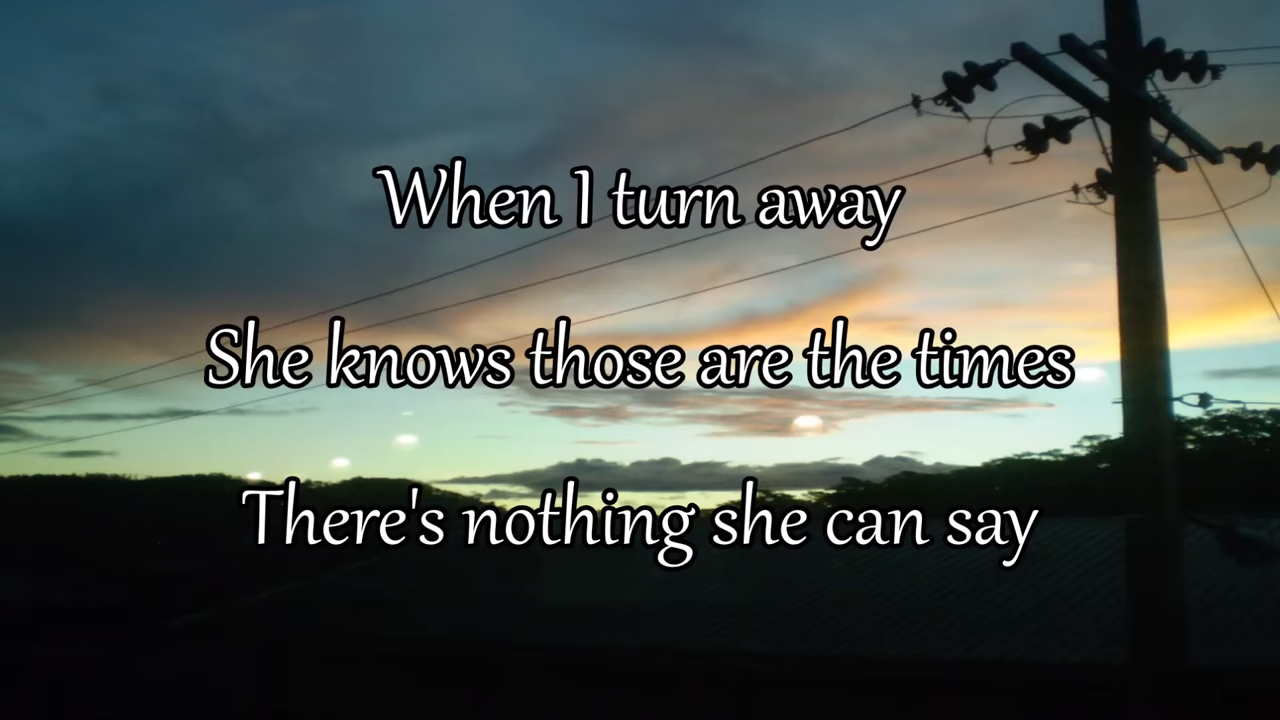 When I turn away
She knows those are the times
There's nothing she can say